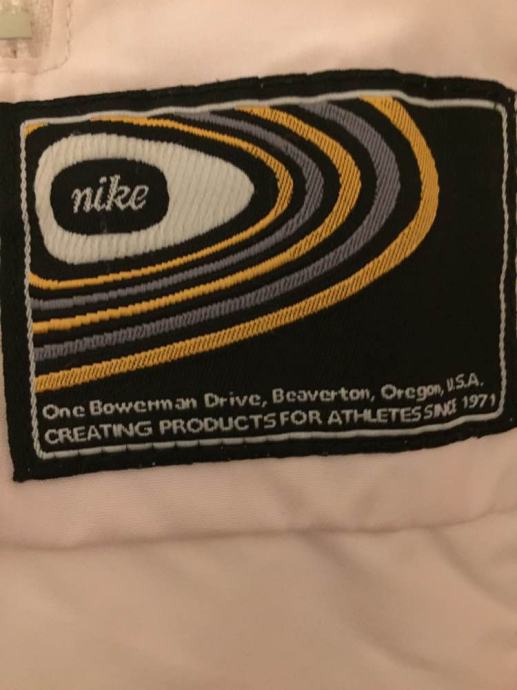 nike
One Bowerman Drive, Beaverton, Oregon, U.S.A.
CREATING PRODUCTS FOR ATHLETES SINCE 1971